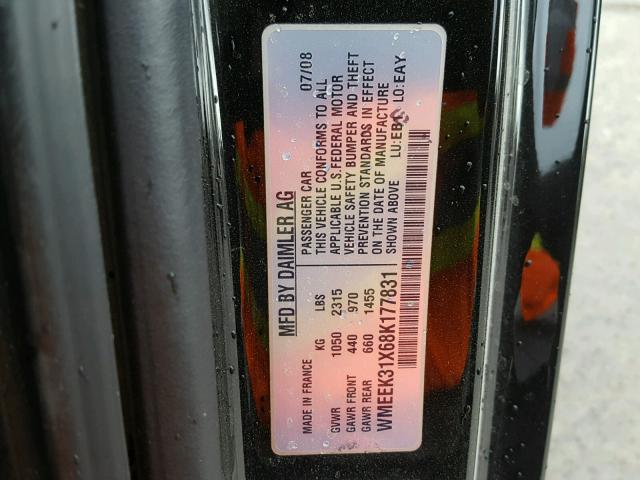 MFD BY DAIMLER AG
PASSENGER CAR 07/08
THIS VEHICLE CONFORMS TO ALL
APPLICABLE U.S. FEDERAL MOTOR
VEHICLE SAFETY BUMPER AND THEFT
PREVENTION STANDARDS IN EFFECT
ON THE DATE OF MANUFACTURE
SHOWN ABOVE LO: EAY
LU: 
MADE IN FRANCE KG LBS
GVWR 1050 2315
GAWR FRONT 440 970
GAWR REAR 660 1455
WMEEK31X68K177831